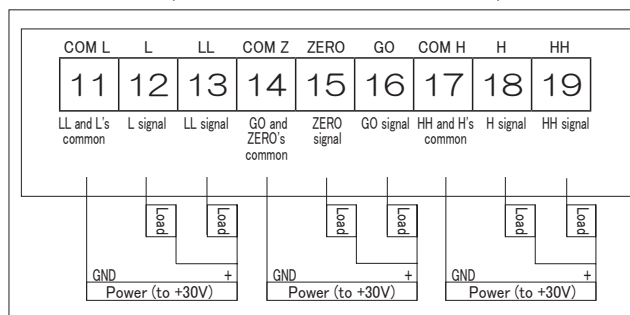 COM L L LL COM Z ZERO GO COM H H HH
11 12 13 14 15 16 17 18 19
LL and L's common L signal LL signal GO and ZERO's common ZERO signal GO signal HH and H's common H signal HH signal
Load Load Load Load Load Load
GND + GND + GND +
Power (to +30V) Power (to +30V) Power (to +30V)